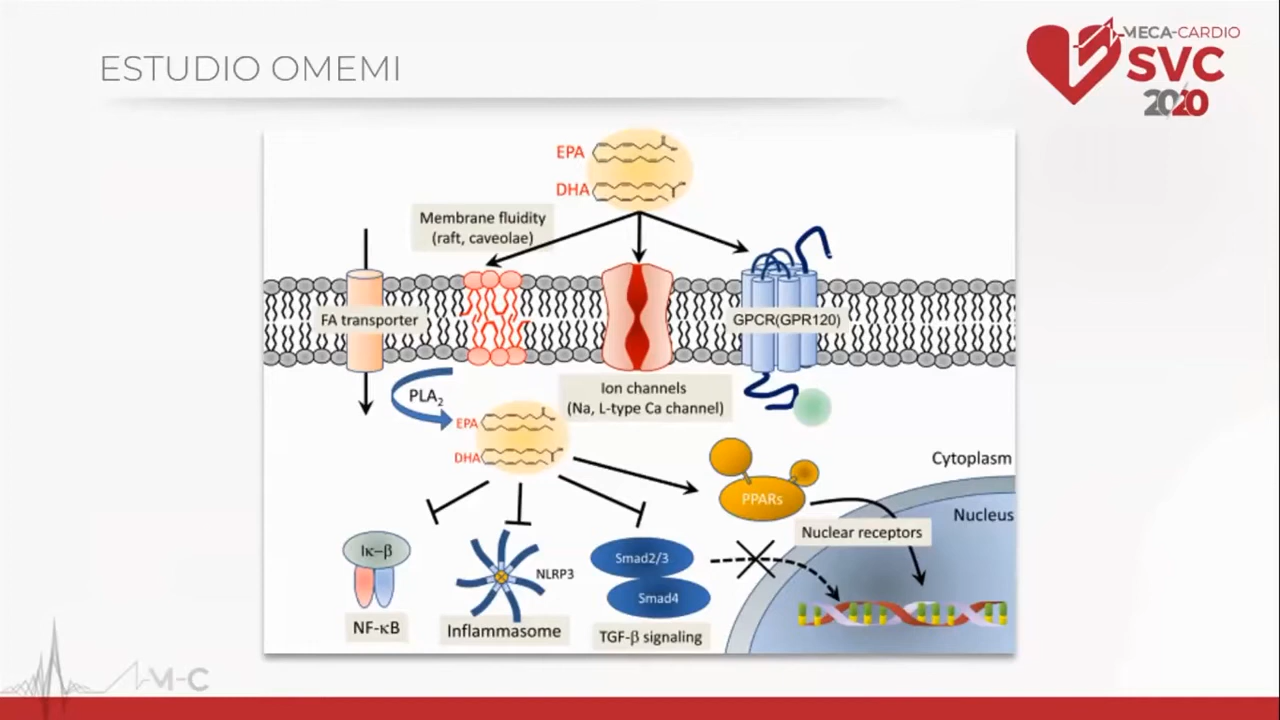 ESTUDIO OMEMI
MECA-CARDIO
SVC
2020
EPA
DHA
Membrane fluidity
(raft, caveolae)
FA transporter
GPCR(GPR120)
Ion channels
(Na, L-type Ca channel)
PLA₂
EPA
DHA
Cytoplasm
PPARs
Nucleus
Nuclear receptors
Iκ–β
NLRP3
Smad2/3
Smad4
NF-κB
Inflammasome
TGF-β signaling
M-C